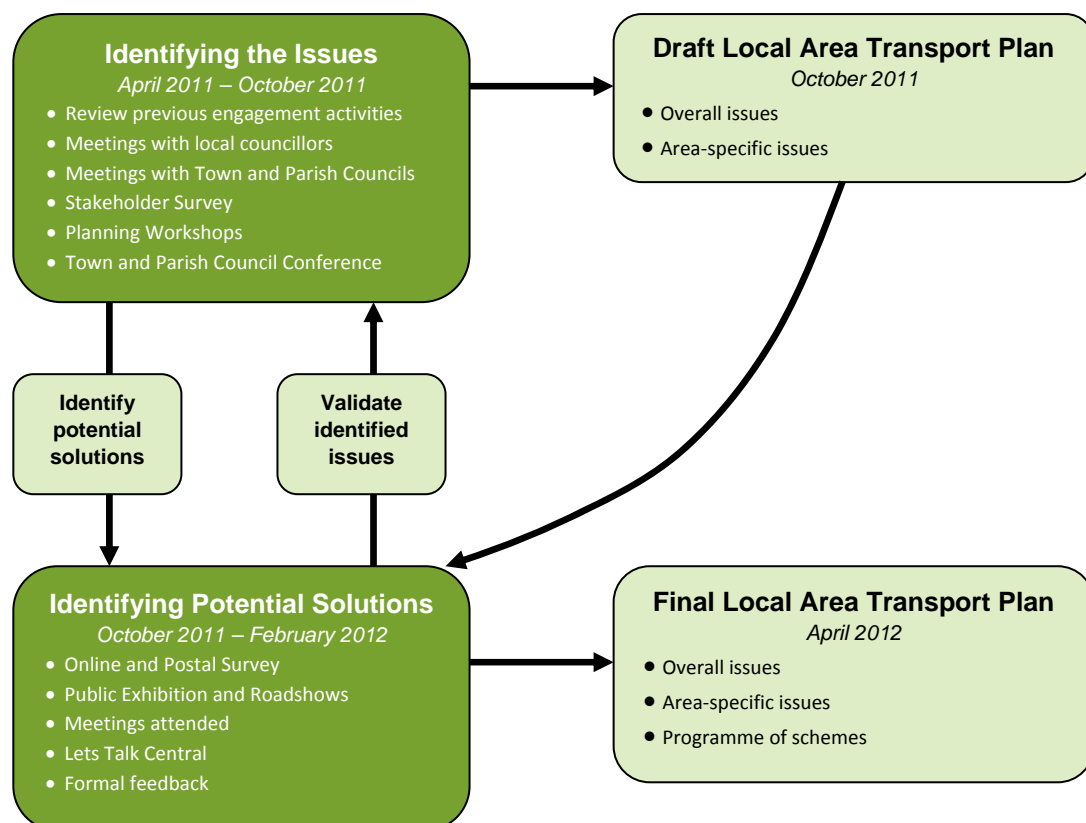 Identifying the Issues
April 2011 – October 2011
• Review previous engagement activities
• Meetings with local councillors
• Meetings with Town and Parish Councils
• Stakeholder Survey
• Planning Workshops
• Town and Parish Council Conference
Draft Local Area Transport Plan
October 2011
• Overall issues
• Area-specific issues
Identify
potential
solutions
Validate
identified
issues
Identifying Potential Solutions
October 2011 – February 2012
• Online and Postal Survey
• Public Exhibition and Roadshows
• Meetings attended
• Lets Talk Central
• Formal feedback
Final Local Area Transport Plan
April 2012
• Overall issues
• Area-specific issues
• Programme of schemes